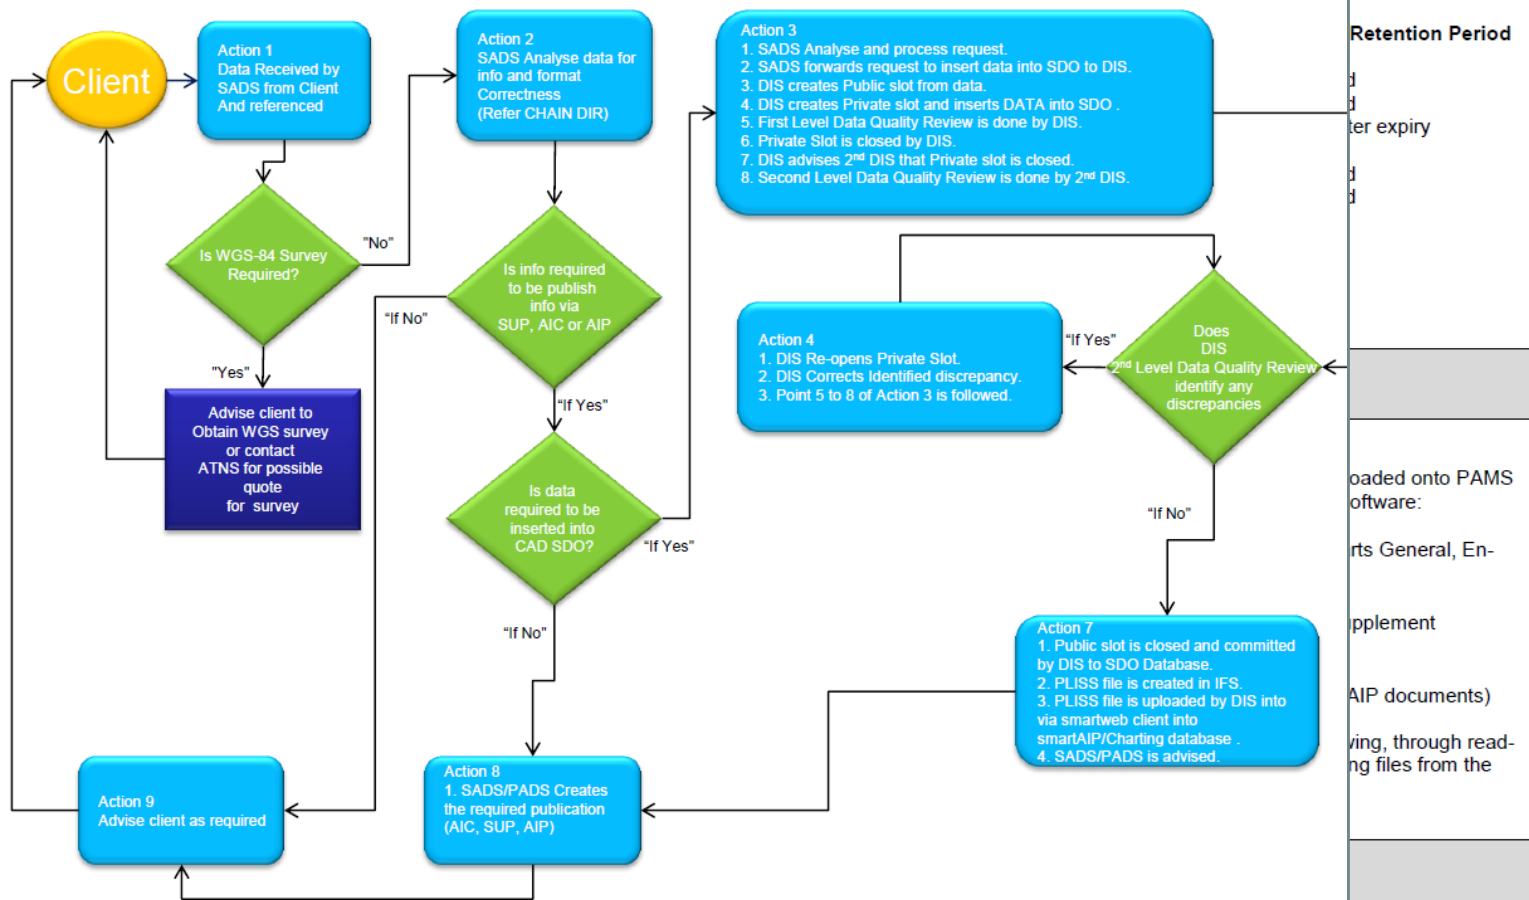 Client
Action 1
Data Received by
SADS from Client
And referenced
Action 2
SADS Analyse data for
info and format
Correctness
(Refer CHAIN DIR)
Action 3
1. SADS Analyse and process request.
2. SADS forwards request to insert data into SDO to DIS.
3. DIS creates Public slot from data.
4. DIS creates Private slot and inserts DATA into SDO .
5. First Level Data Quality Review is done by DIS.
6. Private Slot is closed by DIS.
7. DIS advises 2nd DIS that Private slot is closed.
8. Second Level Data Quality Review is done by 2nd DIS.
Is WGS-84 Survey
Required?
"No"
"Yes"
Advise client to
Obtain WGS survey
or contact
ATNS for possible
quote
for survey
Is info required
to be publish
info via
SUP, AIC or AIP
“If No”
“If Yes”
Is data
required to be
inserted into
CAD SDO?
“If Yes”
“If No”
Action 4
1. DIS Re-opens Private Slot.
2. DIS Corrects Identified discrepancy.
3. Point 5 to 8 of Action 3 is followed.
“If Yes”
Does
DIS
2nd Level Data Quality Review
identify any
discrepancies
“If No”
Action 7
1. Public slot is closed and committed
by DIS to SDO Database.
2. PLISS file is created in IFS.
3. PLISS file is uploaded by DIS into
via smartweb client into
smartAIP/Charting database .
4. SADS/PADS is advised.
Action 8
1. SADS/PADS Creates
the required publication
(AIC, SUP, AIP)
Action 9
Advise client as required
Retention Period
d
d
ter expiry
d
d
oaded onto PAMS
oftware:
rts General, En-
pplement
AIP documents)
ving, through read-
ng files from the